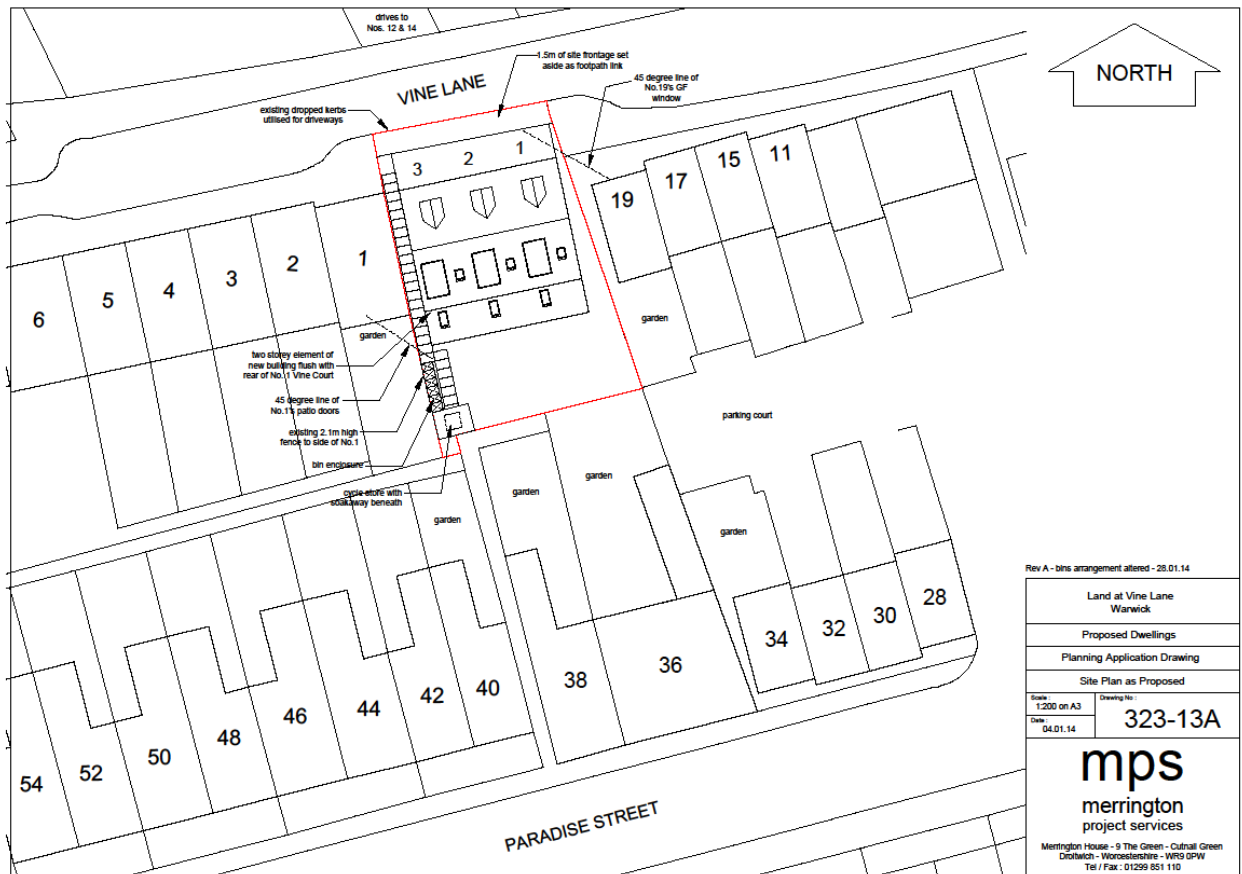 drives to
Nos. 12 & 14
VINE LANE
1.5m of site frontage set
aside as footpath link
45 degree line of
No.19's GF
window
existing dropped kerbs
utilised for driveways
NORTH
3
2
1
19
17
15
11
6
5
4
3
2
1
garden
garden
two storey element of
new building flush with
rear of No. 1 Vine Court
45 degree line of
No.1's patio doors
existing 2.1m high
fence to side of No.1
bin enclosure
cycle store with
soakaway beneath
parking court
garden
garden
garden
garden
54
52
50
48
46
44
42
40
38
36
34
32
30
28
PARADISE STREET
Rev A - bins arrangement altered - 28.01.14
Land at Vine Lane
Warwick
Proposed Dwellings
Planning Application Drawing
Site Plan as Proposed
Scale :
1:200 on A3
Date :
04.01.14
Drawing No :
323-13A
mps
merrington
project services
Merrington House - 9 The Green - Cutnall Green
Droitwich - Worcestershire - WR9 0PW
Tel / Fax : 01299 851 110